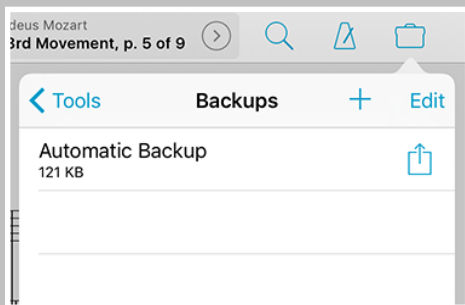 deus Mozart
3rd Movement, p. 5 of 9
Tools
Backups
Edit
Automatic Backup
121 KB